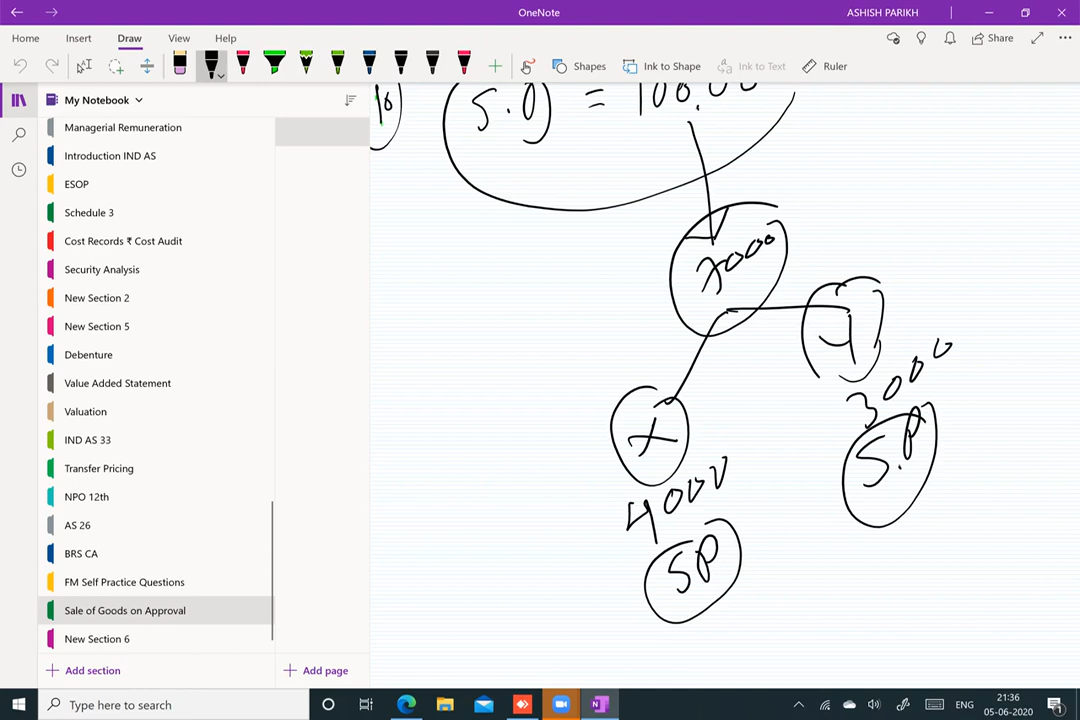 OneNote
ASHISH PARIKH
Home Insert Draw View Help
Share
Shapes Ink to Shape Ink to Text Ruler
My Notebook
Managerial Remuneration
Introduction IND AS
ESOP
Schedule 3
Cost Records ₹ Cost Audit
Security Analysis
New Section 2
New Section 5
Debenture
Value Added Statement
Valuation
IND AS 33
Transfer Pricing
NPO 12th
AS 26
BRS CA
FM Self Practice Questions
Sale of Goods on Approval
New Section 6
Add section
Add page
=
7000
Y
3000
S.P
X
4000
SP
Type here to search
ENG
21:36
05-06-2020